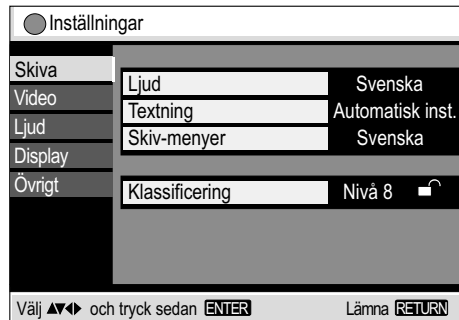 Inställningar
Skiva
Video
Ljud
Display
Övrigt
Ljud Svenska
Textning Automatisk inst.
Skiv-menyer Svenska
Klassificering Nivå 8
Välj ▲▼◀▶ och tryck sedan ENTER Lämna RETURN